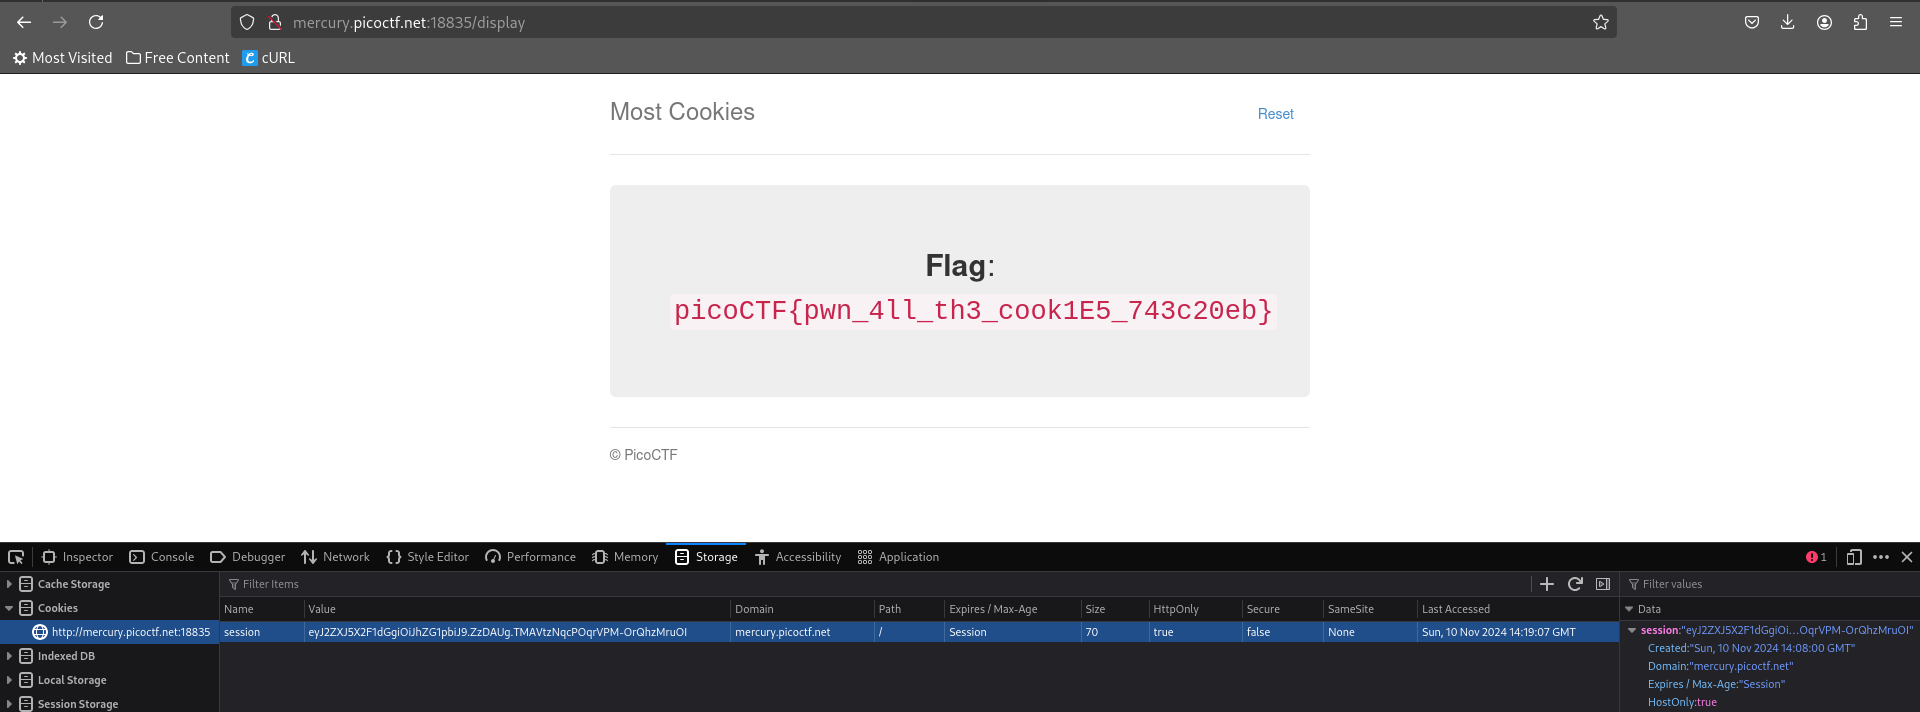 mercury.picoctf.net:18835/display
Most Visited Free Content cURL
Most Cookies Reset
Flag:
picoCTF{pwn_4ll_th3_cook1E5_743c20eb}
© PicoCTF
Inspector Console Debugger Network Style Editor Performance Memory Storage Accessibility Application 1
Cache Storage Filter Items Filter values
Cookies Name Value Domain Path Expires / Max-Age Size HttpOnly Secure SameSite Last Accessed Data
http://mercury.picoctf.net:18835 session eyJ2ZXJ5X2F1dGgiOiJhZG1pbiJ9.ZzDAUg.TMAVtzNqcPOqrVPM-OrQhzMruOI mercury.picoctf.net / Session 70 true false None Sun, 10 Nov 2024 14:19:07 GMT session:"eyJ2ZXJ5X2F1dGgiOi...OqrVPM-OrQhzMruOI"
Created:"Sun, 10 Nov 2024 14:08:00 GMT"
Indexed DB
Domain:"mercury.picoctf.net"
Local Storage Expires / Max-Age:"Session"
Session Storage HostOnly:true